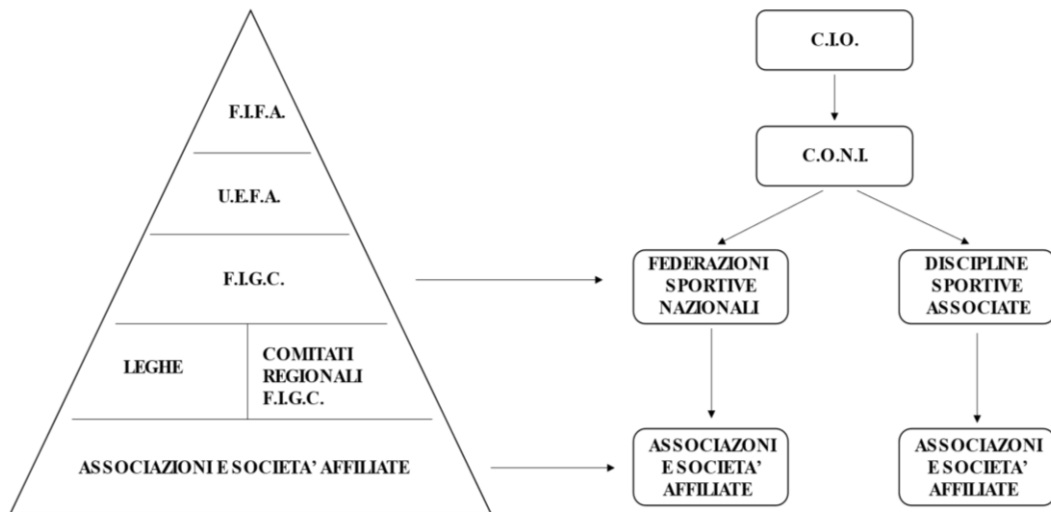 F.I.F.A.
U.E.F.A.
F.I.G.C.
LEGHE
COMITATI
REGIONALI
F.I.G.C.
ASSOCIAZIONI E SOCIETA’ AFFILIATE
C.I.O.
C.O.N.I.
FEDERAZIONI
SPORTIVE
NAZIONALI
DISCIPLINE
SPORTIVE
ASSOCIATE
ASSOCIAZONI
E SOCIETA’
AFFILIATE
ASSOCIAZONI
E SOCIETA’
AFFILIATE